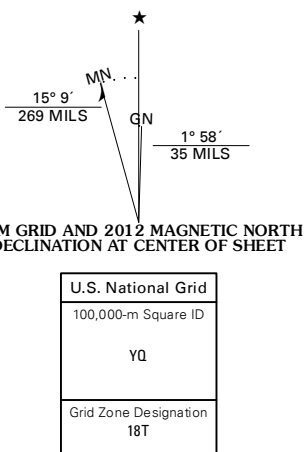 ★
MN
15° 9´
269 MILS
GN
1° 58´
35 MILS
M GRID AND 2012 MAGNETIC NORTH
DECLINATION AT CENTER OF SHEET
U.S. National Grid
100,000-m Square ID
YQ
Grid Zone Designation
18T